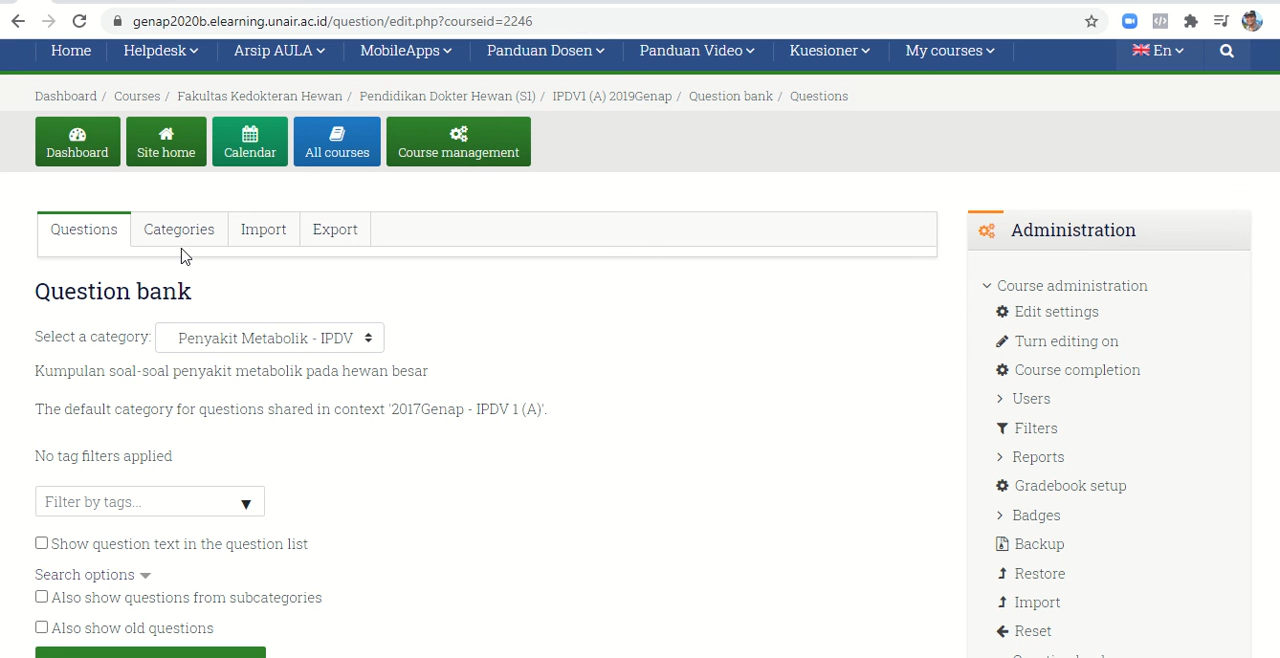 genap2020b.elearning.unair.ac.id/question/edit.php?courseid=2246
Home Helpdesk Arsip AULA MobileApps Panduan Dosen Panduan Video Kuesioner My courses En
Dashboard / Courses / Fakultas Kedokteran Hewan / Pendidikan Dokter Hewan (S1) / IPDV1 (A) 2019Genap / Question bank / Questions
Dashboard Site home Calendar All courses Course management
Questions Categories Import Export
Question bank
Select a category: Penyakit Metabolik - IPDV
Kumpulan soal-soal penyakit metabolik pada hewan besar
The default category for questions shared in context '2017Genap - IPDV 1 (A)'.
No tag filters applied
Filter by tags...
Show question text in the question list
Search options
Also show questions from subcategories
Also show old questions
Administration
Course administration
Edit settings
Turn editing on
Course completion
Users
Filters
Reports
Gradebook setup
Badges
Backup
Restore
Import
Reset